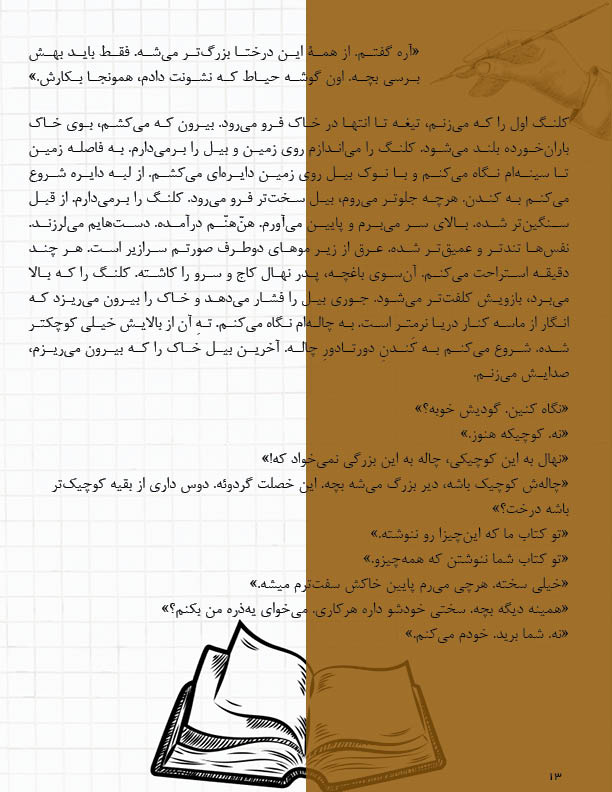 «آره گفتم. از همهٔ این درختا بزرگ‌تر می‌شه. فقط باید بهش
برسی بچه. اون گوشه حیاط که نشونت دادم، همونجا بکارش.»
کلنگ اول را که می‌زنم، تیغه تا انتها در خاک فرو می‌رود. بیرون که می‌کشم، بوی خاک
باران‌خورده بلند می‌شود. کلنگ را می‌اندازم روی زمین و بیل را برمی‌دارم. به فاصله زمین
تا سینه‌ام نگاه می‌کنم و با نوک بیل روی زمین دایره‌ای می‌کشم. از لبه دایره شروع
می‌کنم به کندن. هرچه جلوتر می‌روم، بیل سخت‌تر فرو می‌رود. کلنگ را برمی‌دارم. از قبل
سنگین‌تر شده. بالای سر می‌برم و پایین می‌آورم. هنّ‌هنّم درآمده. دست‌هایم می‌لرزند.
نفس‌ها تندتر و عمیق‌تر شده. عرق از زیر موهای دوطرف صورتم سرازیر است. هر چند
دقیقه استراحت می‌کنم. آن‌سوی باغچه، پدر نهال کاج و سرو را کاشته. کلنگ را که بالا
می‌برد، بازویش کلفت‌تر می‌شود. جوری بیل را فشار می‌دهد و خاک را بیرون می‌ریزد که
انگار از ماسه کنار دریا نرمتر است. به چاله‌ام نگاه می‌کنم. ته آن از بالایش خیلی کوچکتر
شده. شروع می‌کنم به کَندنِ دورتادورِ چاله. آخرین بیل خاک را که بیرون می‌ریزم،
صدایش می‌زنم.
«نگاه کنین. گودیش خوبه؟»
«نه. کوچیکه هنوز.»
«نهال به این کوچیکی، چاله به این بزرگی نمی‌خواد که!»
«چاله‌ش کوچیک باشه، دیر بزرگ می‌شه بچه. این خصلت گردوئه. دوس داری از بقیه کوچیک‌تر
باشه درخت؟»
«تو کتاب ما که این‌چیزا رو ننوشته.»
«تو کتاب شما ننوشتن که همه‌چیزو.»
«خیلی سخته. هرچی می‌رم پایین خاکش سفت‌ترم میشه.»
«همینه دیگه بچه. سختی خودشو داره هرکاری. می‌خوای یه‌ذره من بکنم؟»
«نه. شما برید. خودم می‌کنم.»
۱۳